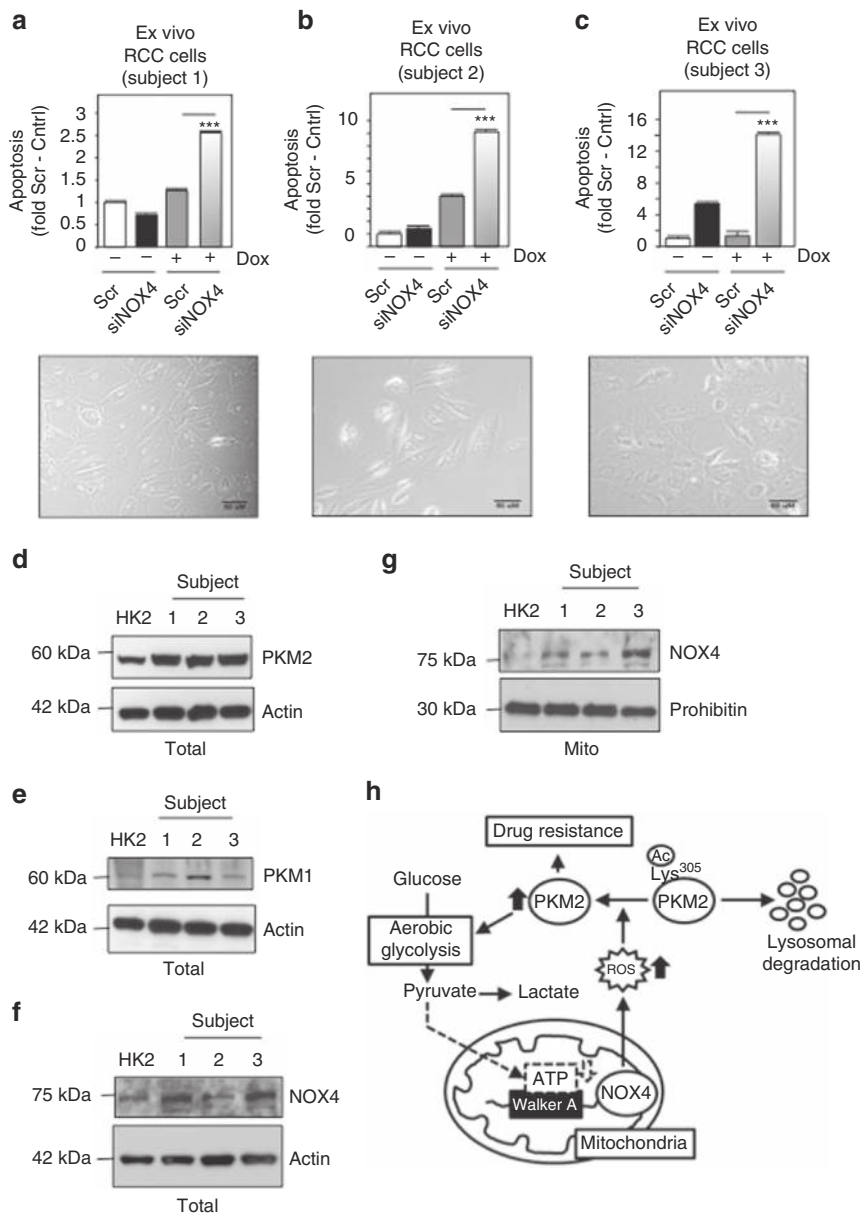 a
Ex vivo
RCC cells
(subject 1)
Apoptosis
(fold Scr - Cntrl)
3
2.5
2
1.5
1
0.5
0
***
– – + + Dox
Scr
siNOX4
Scr
siNOX4
b
Ex vivo
RCC cells
(subject 2)
Apoptosis
(fold Scr - Cntrl)
10
8
4
0
***
– – + + Dox
Scr
siNOX4
Scr
siNOX4
c
Ex vivo
RCC cells
(subject 3)
Apoptosis
(fold Scr - Cntrl)
16
12
8
4
0
***
– – + + Dox
Scr
siNOX4
Scr
siNOX4
d
Subject
HK2 1 2 3
60 kDa PKM2
42 kDa Actin
Total
e
Subject
HK2 1 2 3
60 kDa PKM1
42 kDa Actin
Total
f
Subject
HK2 1 2 3
75 kDa NOX4
42 kDa Actin
Total
g
Subject
HK2 1 2 3
75 kDa NOX4
30 kDa Prohibitin
Mito
h
Drug resistance
Ac
Lys305
Glucose
PKM2
PKM2
Aerobic
glycolysis
Lysosomal
degradation
ROS
Pyruvate
Lactate
ATP
Walker A
NOX4
Mitochondria